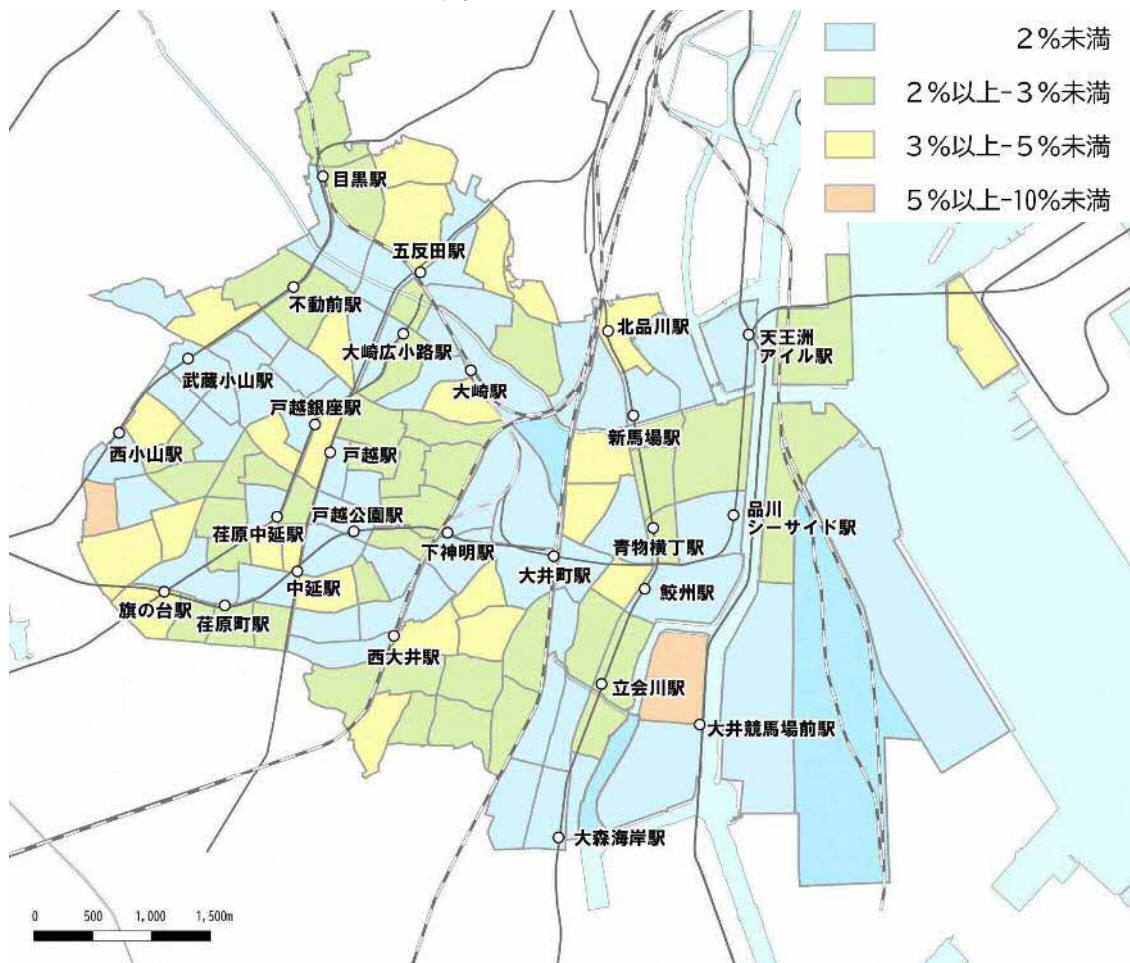 2%未満
2%以上-3%未満
3%以上-5%未満
5%以上-10%未満
目黒駅
五反田駅
不動前駅
北品川駅
天王洲
アイル駅
大崎広小路駅
武蔵小山駅
大崎駅
戸越銀座駅
新馬場駅
西小山駅
戸越駅
戸越公園駅
品川
シーサイド駅
荏原中延駅
下神明駅
青物横丁駅
大井町駅
中延駅
鮫洲駅
旗の台駅
荏原町駅
西大井駅
立会川駅
大井競馬場前駅
大森海岸駅
0 500 1,000 1,500m